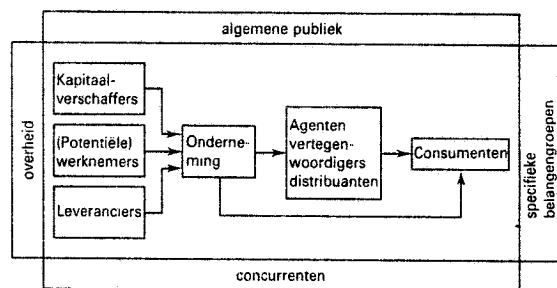 algemene publiek
overheid
Kapitaal-
verschaffers
(Potentiële)
werknemers
Leveranciers
Onderne-
ming
Agenten
vertegen-
woordigers
distribuanten
Consumenten
specifieke
belangengroepen
concurrenten